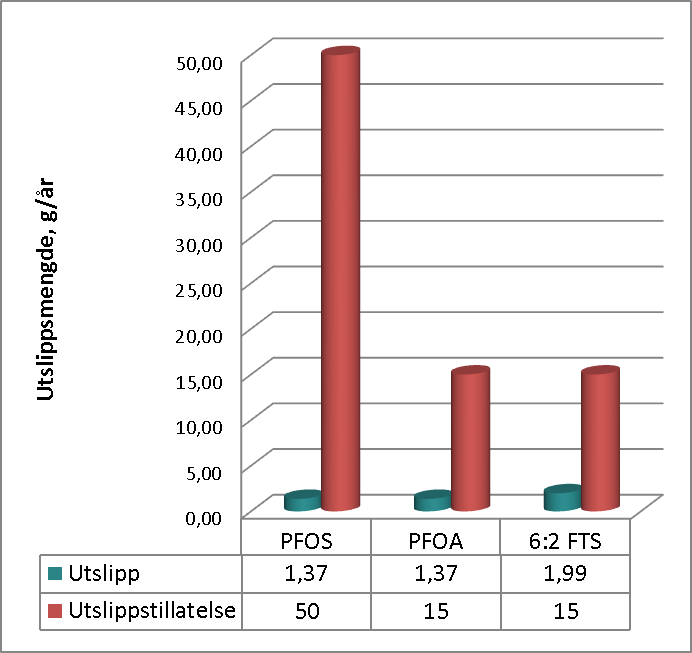 Utslippsmengde, g/år
50,00
45,00
40,00
35,00
30,00
25,00
20,00
15,00
10,00
5,00
0,00
PFOS PFOA 6:2 FTS
Utslipp 1,37 1,37 1,99
Utslippstillatelse 50 15 15